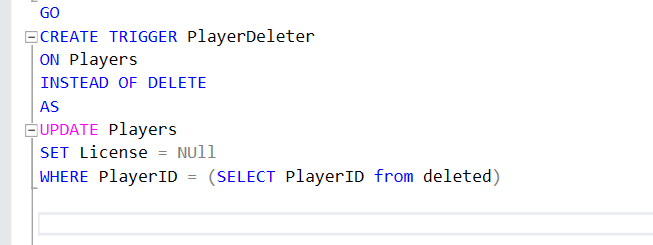 GO
CREATE TRIGGER PlayerDeleter
ON Players
INSTEAD OF DELETE
AS
UPDATE Players
SET License = NUll
WHERE PlayerID = (SELECT PlayerID from deleted)